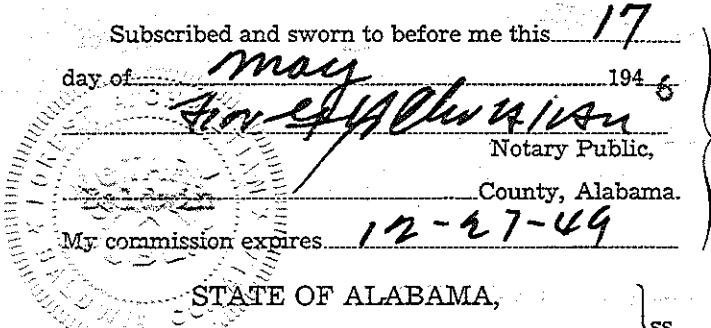 Subscribed and sworn to before me this 17
day of May 1946
Notary Public,
County, Alabama.
My commission expires 12-27-49
STATE OF ALABAMA,
ss